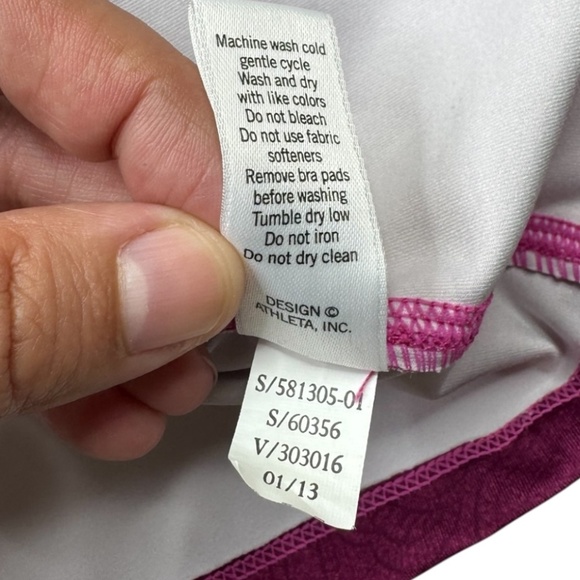 Machine wash cold
gentle cycle
Wash and dry
with like colors
Do not bleach
Do not use fabric
softeners
Remove bra pads
before washing
Tumble dry low
Do not iron
Do not dry clean
DESIGN ©
ATHLETA, INC.
S/581305-01
S/60356
V/303016
01/13